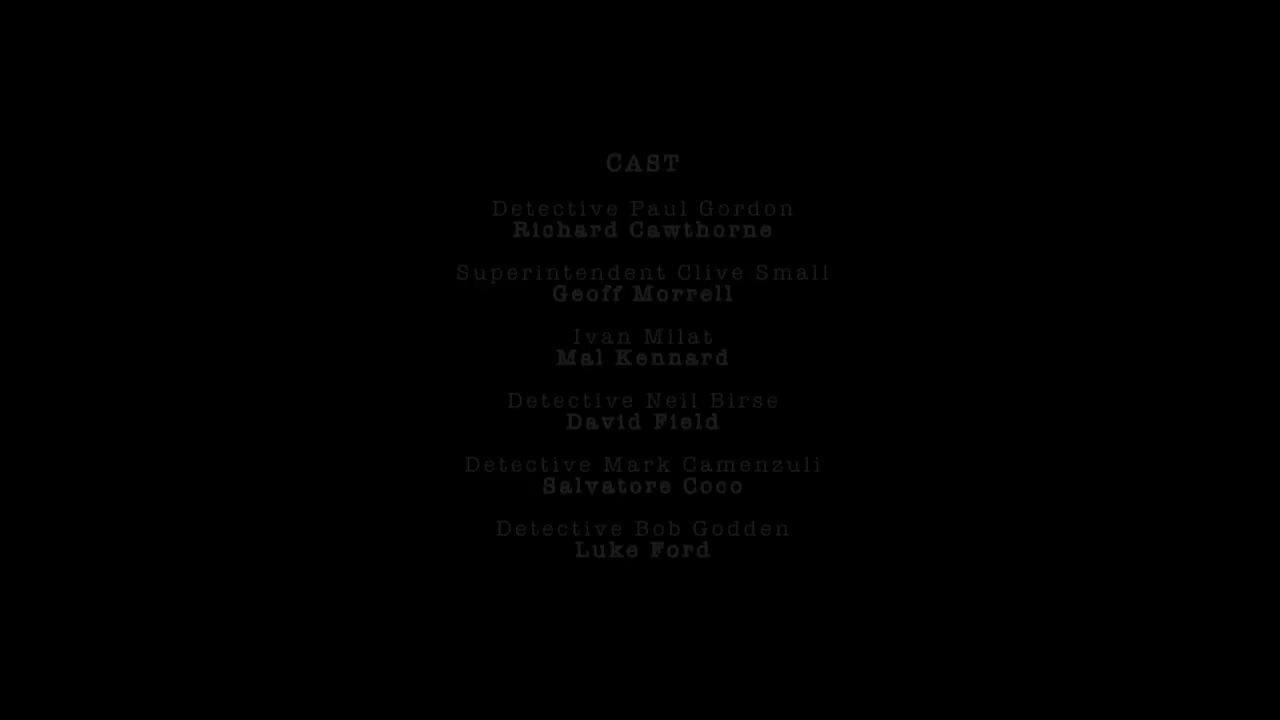 CAST
Detective Paul Gordon
Richard Cawthorne
Superintendent Clive Small
Geoff Morrell
Ivan Milat
Mal Kennard
Detective Neil Birse
David Field
Detective Mark Camenzuli
Salvatore Coco
Detective Bob Godden
Luke Ford